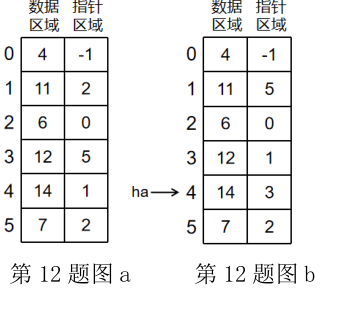 数据 指针 数据 指针
区域 区域 区域 区域
0 4 -1 0 4 -1
1 11 2 1 11 5
2 6 0 2 6 0
3 12 5 3 12 1
4 14 1 ha 4 14 3
5 7 2 5 7 2
第 12 题图 a 第 12 题图 b